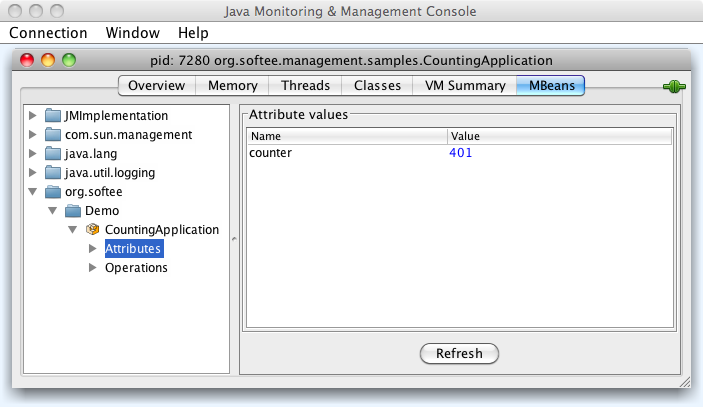 Java Monitoring & Management Console
Connection Window Help
pid: 7280 org.softee.management.samples.CountingApplication
Overview Memory Threads Classes VM Summary MBeans
JMImplementation
com.sun.management
java.lang
java.util.logging
org.softee
Demo
CountingApplication
Attributes
Operations
Attribute values
Name Value
counter 401
Refresh